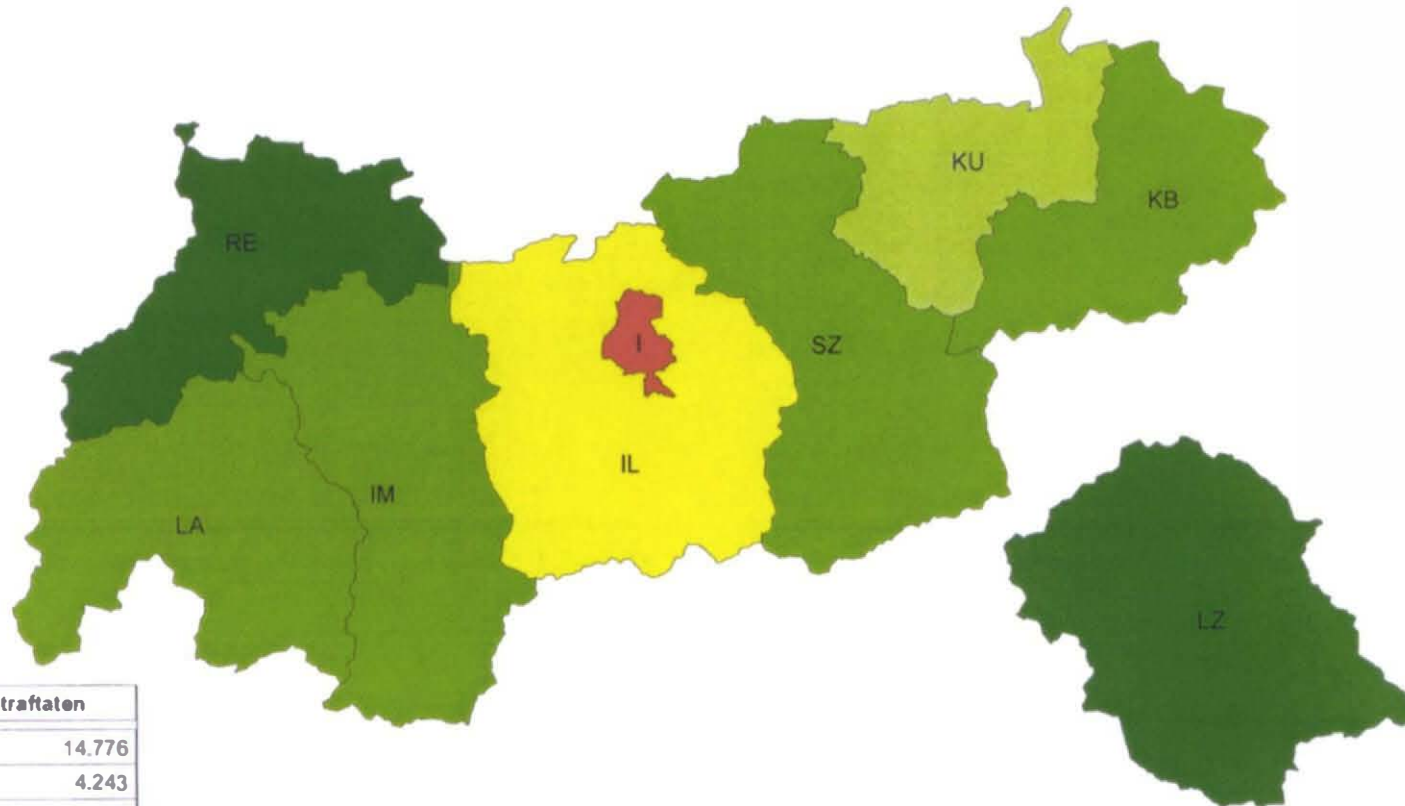 KU
KB
RE
I
SZ
IL
IM
LA
LZ
traftaten
14.776
4.243